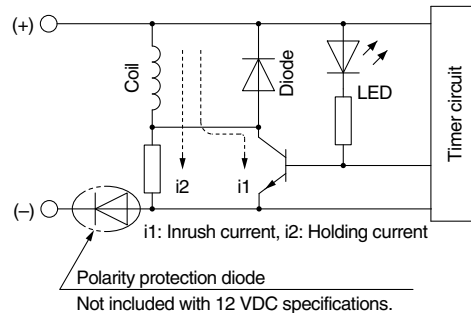 (+)
Coil
Diode
LED
Timer circuit
i2
i1
(–)
i1: Inrush current, i2: Holding current
Polarity protection diode
Not included with 12 VDC specifications.